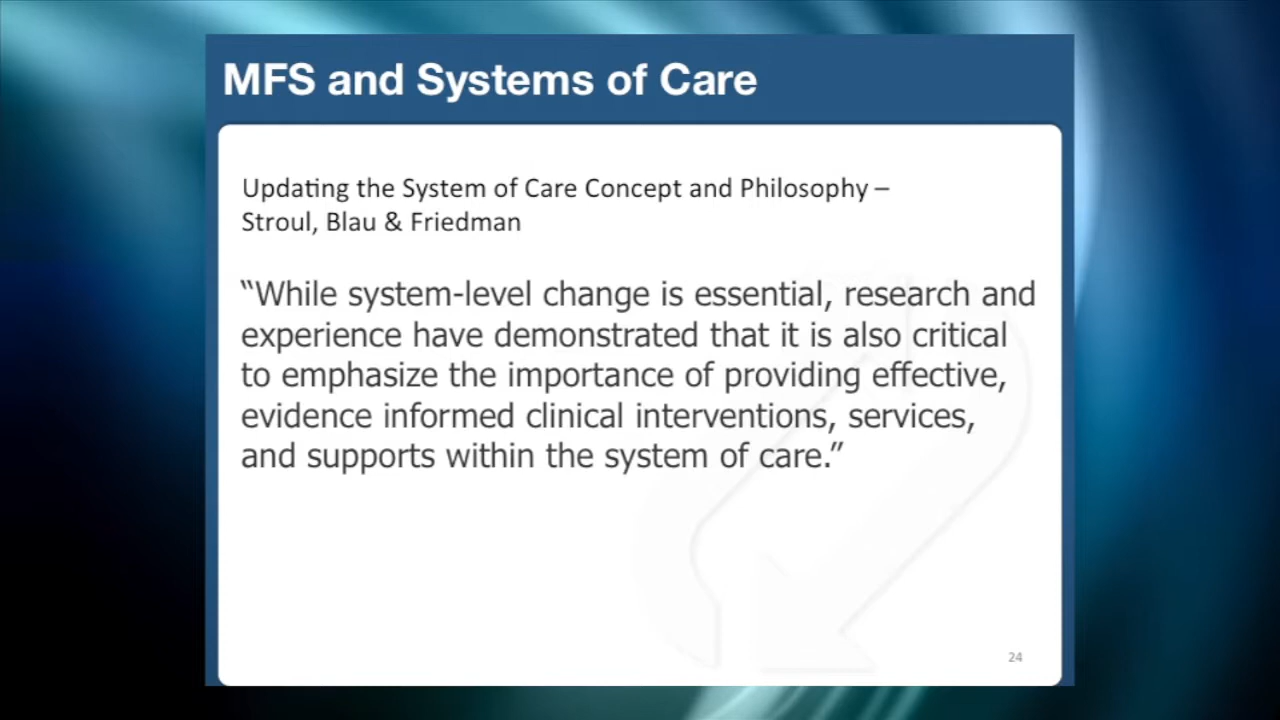 MFS and Systems of Care
Updating the System of Care Concept and Philosophy –
Stroul, Blau & Friedman
“While system-level change is essential, research and
experience have demonstrated that it is also critical
to emphasize the importance of providing effective,
evidence informed clinical interventions, services,
and supports within the system of care.”
24